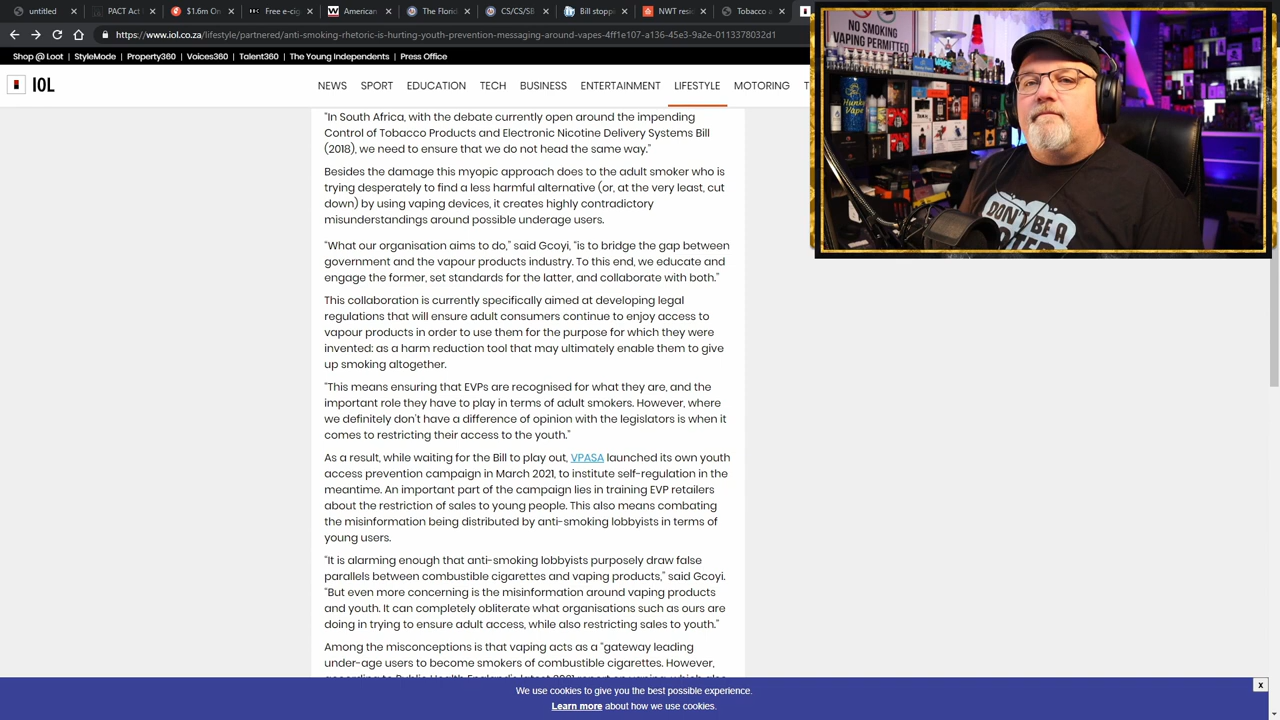 untitled
PACT Act
$1.6m On
Free e-cig
American
The Florid
CS/CS/SB
Bill stops
NWT resi
Tobacco a
https://www.iol.co.za/lifestyle/partnered/anti-smoking-rhetoric-is-hurting-youth-prevention-messaging-around-vapes-4ff1e107-a136-45e3-9a2e-0113378032d1
Shop @ Loot | StyleMode | Property360 | Voices360 | Talent360 | The Young Independents | Press Office
IOL
NEWS SPORT EDUCATION TECH BUSINESS ENTERTAINMENT LIFESTYLE MOTORING T
“In South Africa, with the debate currently open around the impending
Control of Tobacco Products and Electronic Nicotine Delivery Systems Bill
(2018), we need to ensure that we do not head the same way.”
Besides the damage this myopic approach does to the adult smoker who is
trying desperately to find a less harmful alternative (or, at the very least, cut
down) by using vaping devices, it creates highly contradictory
misunderstandings around possible underage users.
“What our organisation aims to do,” said Gcoyi, “is to bridge the gap between
government and the vapour products industry. To this end, we educate and
engage the former, set standards for the latter, and collaborate with both.”
This collaboration is currently specifically aimed at developing legal
regulations that will ensure adult consumers continue to enjoy access to
vapour products in order to use them for the purpose for which they were
invented: as a harm reduction tool that may ultimately enable them to give
up smoking altogether.
“This means ensuring that EVPs are recognised for what they are, and the
important role they have to play in terms of adult smokers. However, where
we definitely don’t have a difference of opinion with the legislators is when it
comes to restricting their access to the youth.”
As a result, while waiting for the Bill to play out, VPASA launched its own youth
access prevention campaign in March 2021, to institute self-regulation in the
meantime. An important part of the campaign lies in training EVP retailers
about the restriction of sales to young people. This also means combating
the misinformation being distributed by anti-smoking lobbyists in terms of
young users.
“It is alarming enough that anti-smoking lobbyists purposely draw false
parallels between combustible cigarettes and vaping products,” said Gcoyi.
“But even more concerning is the misinformation around vaping products
and youth. It can completely obliterate what organisations such as ours are
doing in trying to ensure adult access, while also restricting sales to youth.”
Among the misconceptions is that vaping acts as a “gateway leading
under-age users to become smokers of combustible cigarettes. However,
We use cookies to give you the best possible experience.
Learn more about how we use cookies.
x
NO SMOKING
VAPING PERMITTED
VAPE
DON'T BE A